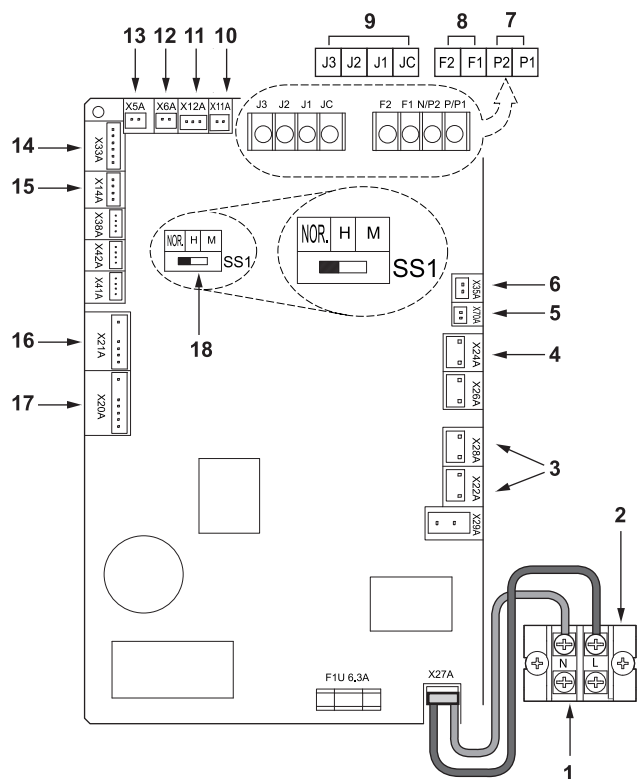 9 8 7
13 12 11 10
J3 J2 J1 JC F2 F1 P2 P1
X5A X6A X12A X11A
J3 J2 J1 JC F2 F1 N/P2 P/P1
14 X33A
15 X14A
X38A
X42A
X41A
NOR. H M
SS1
NOR. H M
SS1
18
X35A 6
X70A 5
16 X21A
X24A 4
17 X20A
X26A
X28A
3
X22A
X29A
2
N L
F1U 6.3A
X27A
1